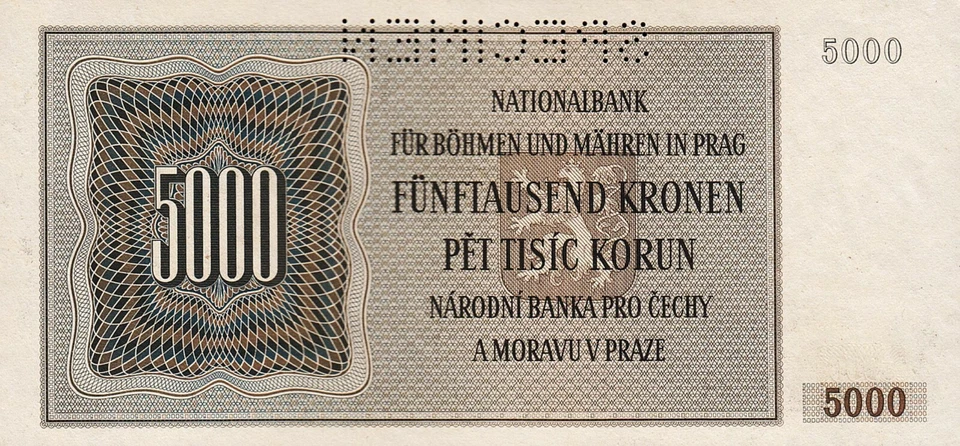 SPECIMEN
5000
NATIONALBANK
FÜR BÖHMEN UND MÄHREN IN PRAG
FÜNFTAUSEND KRONEN
PĚT TISÍC KORUN
NÁRODNÍ BANKA PRO ČECHY
A MORAVU V PRAZE
5000
5000